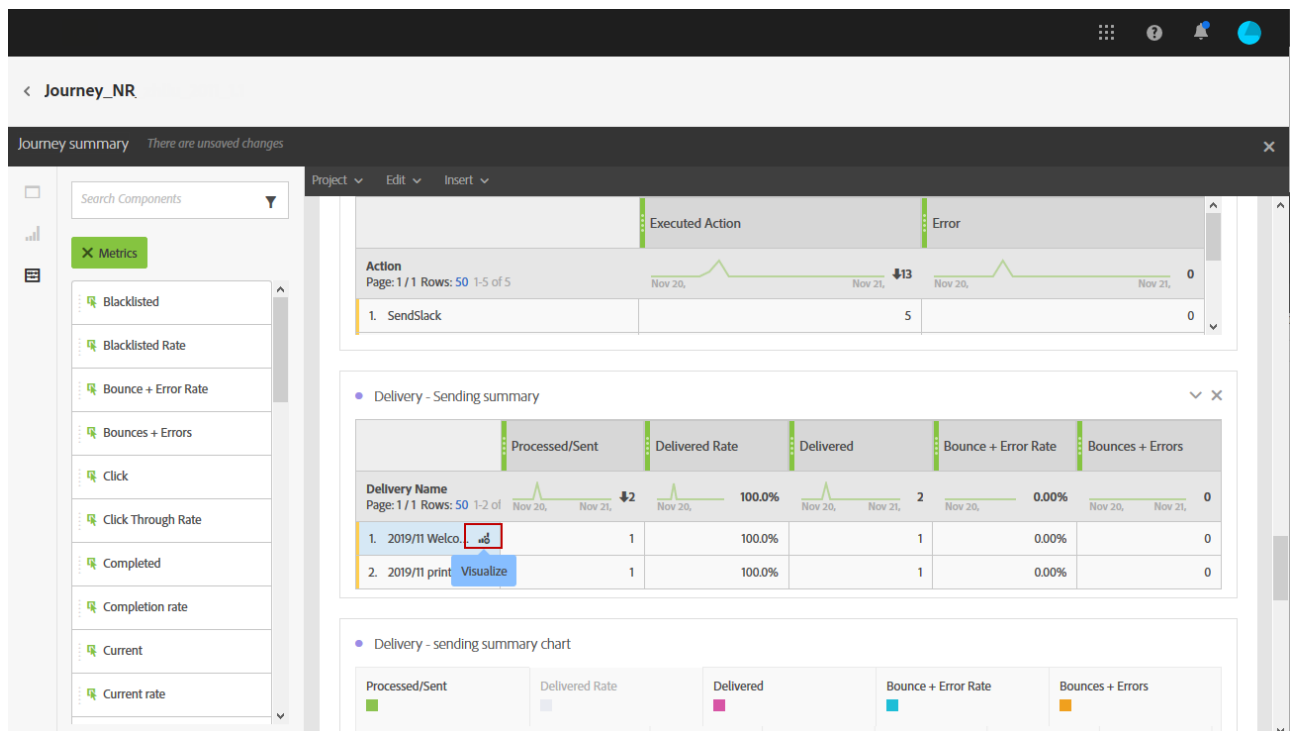 Journey_NR
Journey summary There are unsaved changes
Project Edit Insert
Search Components
Metrics
Blacklisted
Blacklisted Rate
Bounce + Error Rate
Bounces + Errors
Click
Click Through Rate
Completed
Completion rate
Current
Current rate
Executed Action Error
Action
Page: 1 / 1 Rows: 50 1-5 of 5
Nov 20, Nov 21, 13 Nov 20, Nov 21, 0
1. SendSlack 5 0
Delivery - Sending summary
Processed/Sent Delivered Rate Delivered Bounce + Error Rate Bounces + Errors
Delivery Name
Page: 1 / 1 Rows: 50 1-2 of
Nov 20, Nov 21, 2 Nov 20, 100.0% Nov 20, Nov 21, 2 Nov 20, 0.00% Nov 20, Nov 21, 0
1. 2019/11 Welco... 1 100.0% 1 0.00% 0
2. 2019/11 print 1 100.0% 1 0.00% 0
Visualize
Delivery - sending summary chart
Processed/Sent Delivered Rate Delivered Bounce + Error Rate Bounces + Errors